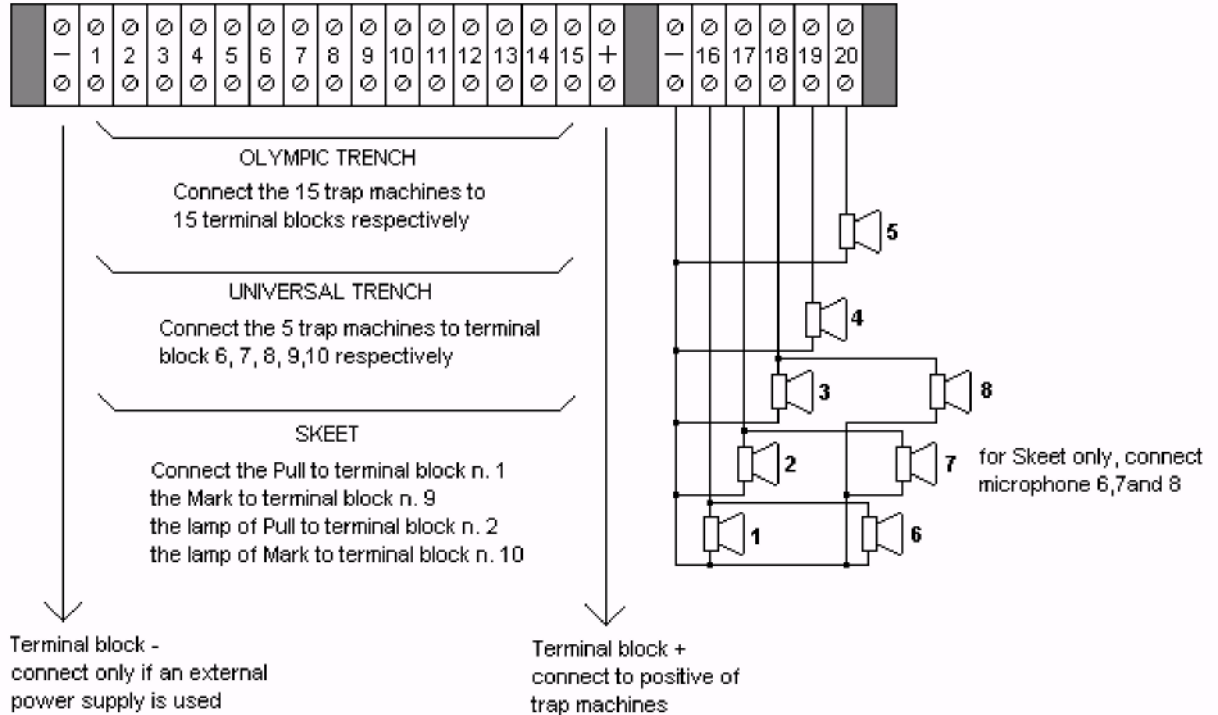 − 1 2 3 4 5 6 7 8 9 10 11 12 13 14 15 + − 16 17 18 19 20
OLYMPIC TRENCH
Connect the 15 trap machines to
15 terminal blocks respectively
UNIVERSAL TRENCH
Connect the 5 trap machines to terminal
block 6, 7, 8, 9,10 respectively
SKEET
Connect the Pull to terminal block n. 1
the Mark to terminal block n. 9
the lamp of Pull to terminal block n. 2
the lamp of Mark to terminal block n. 10
Terminal block -
connect only if an external
power supply is used
Terminal block +
connect to positive of
trap machines
5
4
3 8
2 7
for Skeet only, connect
microphone 6,7and 8
1 6